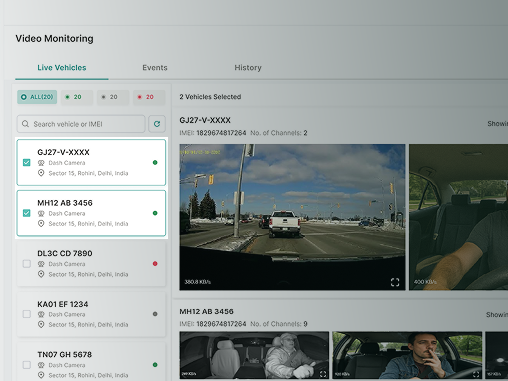 Video Monitoring
Live Vehicles
Events
History
ALL(20)
20
20
20
2 Vehicles Selected
Search vehicle or IMEI
GJ27-V-XXXX
Dash Camera
Sector 15, Rohini, Delhi, India
MH12 AB 3456
Dash Camera
Sector 15, Rohini, Delhi, India
DL3C CD 7890
Dash Camera
Sector 15, Rohini, Delhi, India
KA01 EF 1234
Dash Camera
Sector 15, Rohini, Delhi, India
TN07 GH 5678
Dash Camera
Sector 15, Rohini, Delhi, India
GJ27-V-XXXX
Showin
IMEI: 1829674817264 No. of Channels: 2
380.8 KB/s
400 KB/s
MH12 AB 3456
Showin
IMEI: 1829674817264 No. of Channels: 9